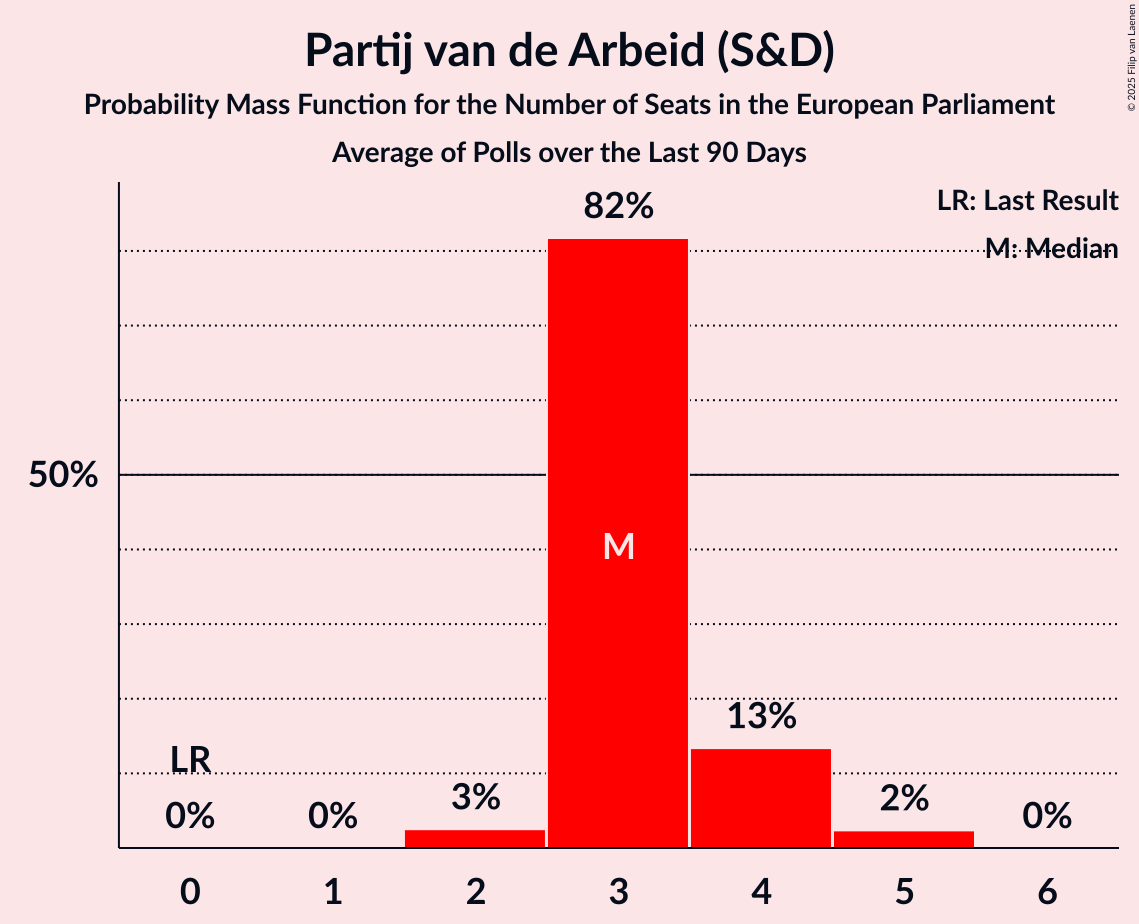 Partij van de Arbeid (S&D)
Probability Mass Function for the Number of Seats in the European Parliament
Average of Polls over the Last 90 Days
© 2025 Filip van Laenen
LR: Last Result
M: Median
82%
50%
M
13%
LR
3%
2%
0%
0%
0%
0 1 2 3 4 5 6